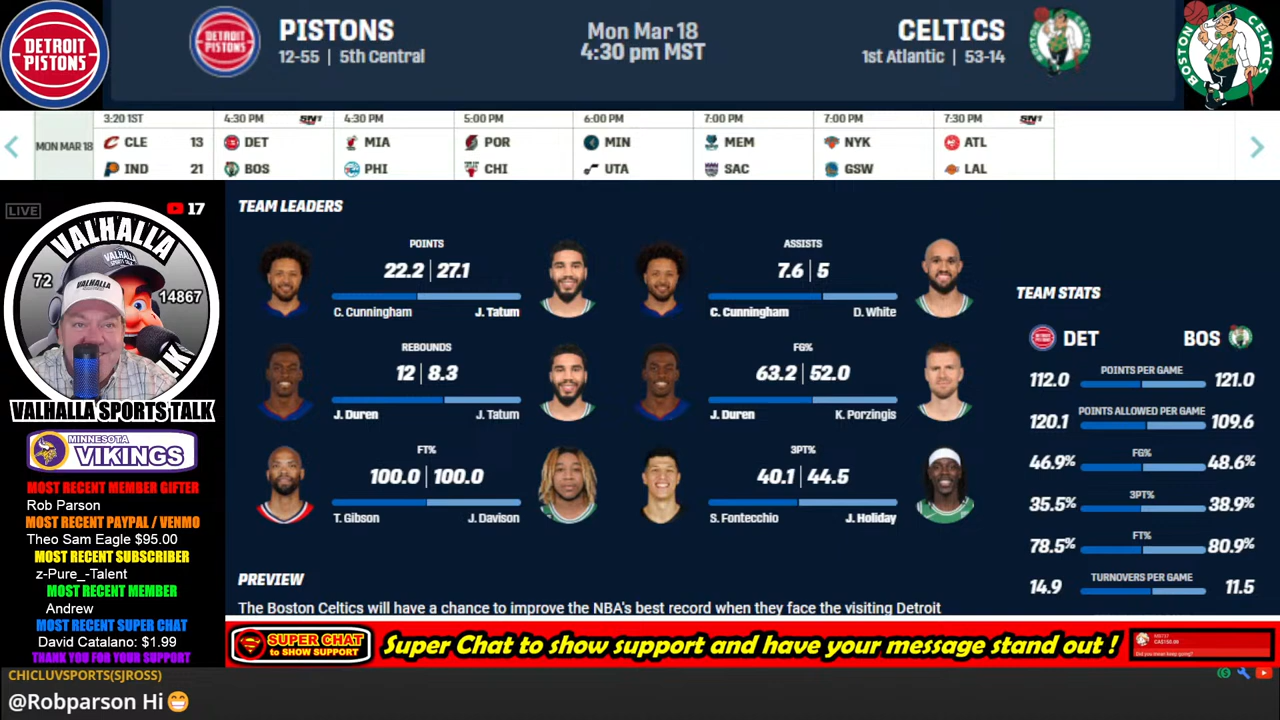 DETROIT
PISTONS
DETROIT
PISTONS
PISTONS
12-55 | 5th Central
Mon Mar 18
4:30 pm MST
CELTICS
1st Atlantic | 53-14
BOSTON
CELTICS
MON MAR 18
3:20 1ST
CLE 13
IND 21
4:30 PM SNT
DET
BOS
4:30 PM
MIA
PHI
5:00 PM
POR
CHI
6:00 PM
MIN
UTA
7:00 PM
MEM
SAC
7:00 PM
NYK
GSW
7:30 PM SNT
ATL
LAL
LIVE
17
VALHALLA
VALHALLA
VALHALLA
72
14867
VALHALLA SPORTS TALK
MINNESOTA
VIKINGS
MOST RECENT MEMBER GIFTER
Rob Parson
MOST RECENT PAYPAL / VENMO
Theo Sam Eagle $95.00
MOST RECENT SUBSCRIBER
z-Pure_-Talent
MOST RECENT MEMBER
Andrew
MOST RECENT SUPER CHAT
David Catalano: $1.99
THANK YOU FOR YOUR SUPPORT
TEAM LEADERS
POINTS
22.2 | 27.1
C. Cunningham J. Tatum
ASSISTS
7.6 | 5
C. Cunningham D. White
REBOUNDS
12 | 8.3
J. Duren J. Tatum
FG%
63.2 | 52.0
J. Duren K. Porzingis
FT%
100.0 | 100.0
T. Gibson J. Davison
3PT%
40.1 | 44.5
S. Fontecchio J. Holiday
TEAM STATS
DET BOS
POINTS PER GAME
112.0 121.0
POINTS ALLOWED PER GAME
120.1 109.6
FG%
46.9% 48.6%
3PT%
35.5% 38.9%
FT%
78.5% 80.9%
TURNOVERS PER GAME
14.9 11.5
PREVIEW
The Boston Celtics will have a chance to improve the NBA's best record when they face the visiting Detroit
SUPER CHAT
to SHOW SUPPORT
Super Chat to show support and have your message stand out !
Did you mean keep going?
CHICLUVSPORTS(SJROSS)
@Robparson Hi😁